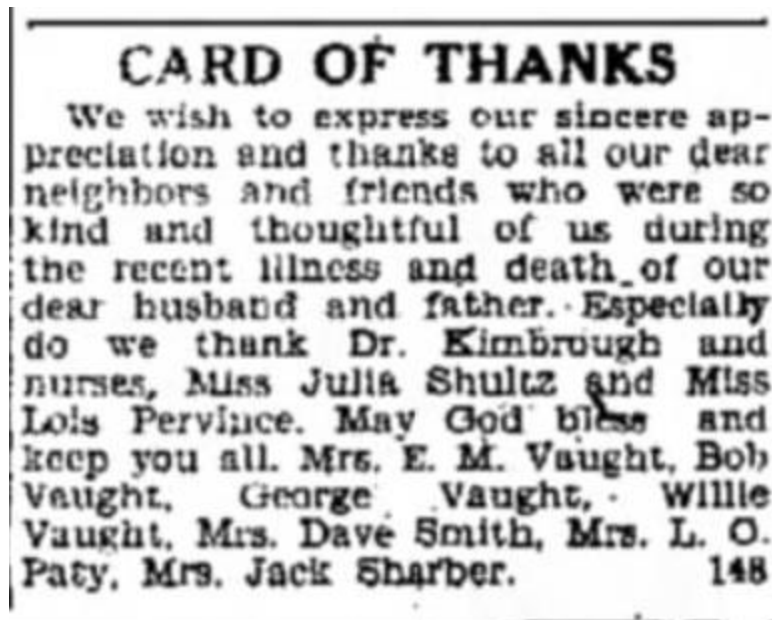 CARD OF THANKS
We wish to express our sincere ap-
preciation and thanks to all our dear
neighbors and friends who were so
kind and thoughtful of us during
the recent illness and death of our
dear husband and father. Especially
do we thank Dr. Kimbrough and
nurses, Miss Julia Shultz and Miss
Lois Pervince. May God bless and
keep you all. Mrs. E. M. Vaught, Bob
Vaught, George Vaught, Willie
Vaught, Mrs. Dave Smith, Mrs. L. O.
Paty, Mrs. Jack Sharber. 148